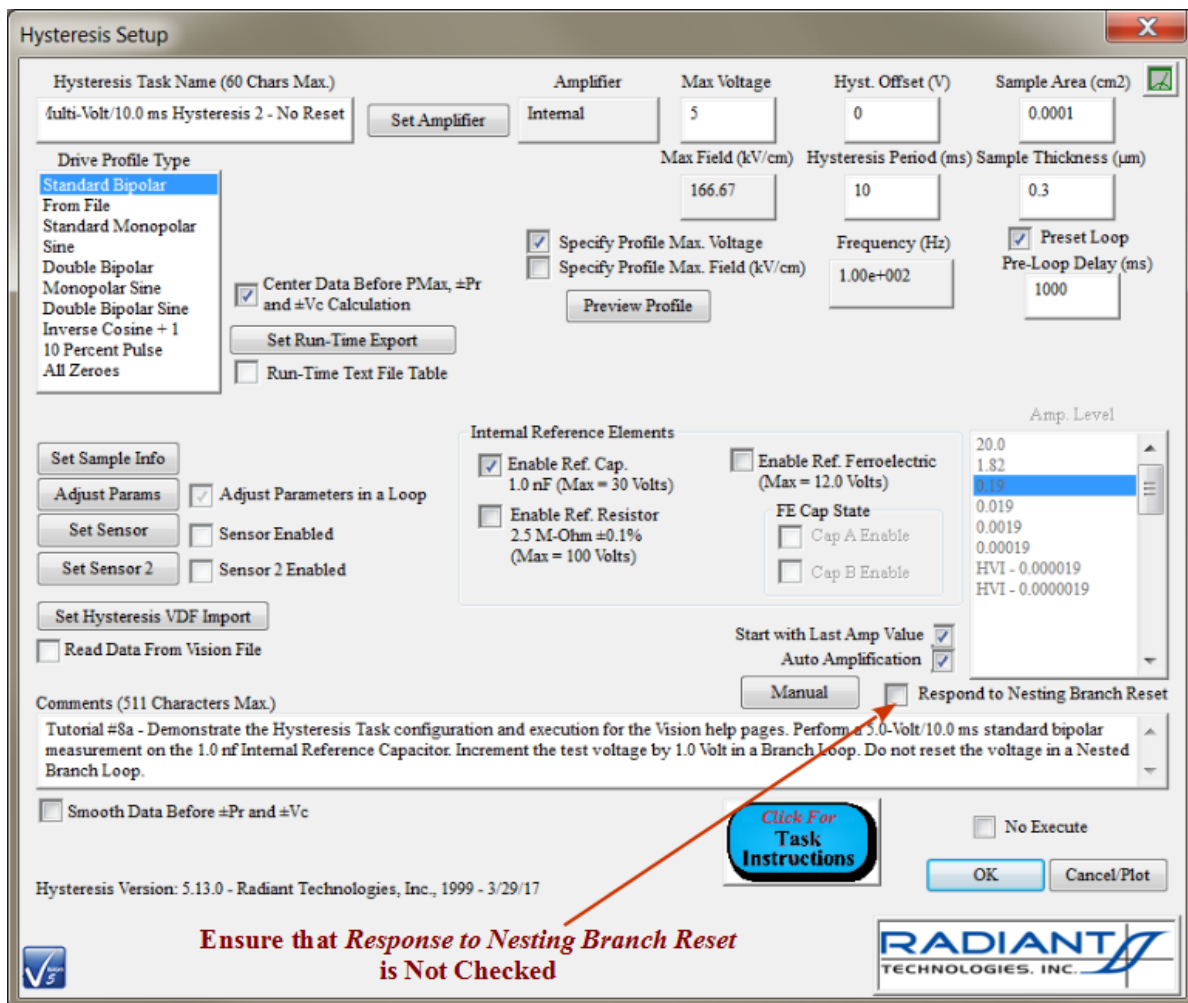 Hysteresis Setup
Hysteresis Task Name (60 Chars Max.)
Amplifier
Max Voltage
Hyst. Offset (V)
Sample Area (cm2)
Multi-Volt/10.0 ms Hysteresis 2 - No Reset
Set Amplifier
Internal
5
0
0.0001
Drive Profile Type
Max Field (kV/cm)
Hysteresis Period (ms)
Sample Thickness (µm)
Standard Bipolar
From File
Standard Monopolar
Sine
Double Bipolar
Monopolar Sine
Double Bipolar Sine
Inverse Cosine + 1
10 Percent Pulse
All Zeroes
166.67
10
0.3
Specify Profile Max. Voltage
Specify Profile Max. Field (kV/cm)
Frequency (Hz)
1.00e+002
Preset Loop
Pre-Loop Delay (ms)
1000
Center Data Before PMax, ±Pr
and ±Vc Calculation
Preview Profile
Set Run-Time Export
Run-Time Text File Table
Set Sample Info
Adjust Params
Adjust Parameters in a Loop
Set Sensor
Sensor Enabled
Set Sensor 2
Sensor 2 Enabled
Set Hysteresis VDF Import
Read Data From Vision File
Internal Reference Elements
Enable Ref. Cap.
1.0 nF (Max = 30 Volts)
Enable Ref. Resistor
2.5 M-Ohm ±0.1%
(Max = 100 Volts)
Enable Ref. Ferroelectric
(Max = 12.0 Volts)
FE Cap State
Cap A Enable
Cap B Enable
Amp. Level
20.0
1.82
0.19
0.019
0.0019
0.00019
HVI - 0.000019
HVI - 0.0000019
Start with Last Amp Value
Auto Amplification
Manual
Respond to Nesting Branch Reset
Comments (511 Characters Max.)
Tutorial #8a - Demonstrate the Hysteresis Task configuration and execution for the Vision help pages. Perform a 5.0-Volt/10.0 ms standard bipolar
measurement on the 1.0 nf Internal Reference Capacitor. Increment the test voltage by 1.0 Volt in a Branch Loop. Do not reset the voltage in a Nested
Branch Loop.
Smooth Data Before ±Pr and ±Vc
Click For
Task
Instructions
No Execute
OK
Cancel/Plot
Hysteresis Version: 5.13.0 - Radiant Technologies, Inc., 1999 - 3/29/17
Ensure that Response to Nesting Branch Reset
is Not Checked
Vision
5
RADIANT
TECHNOLOGIES, INC.